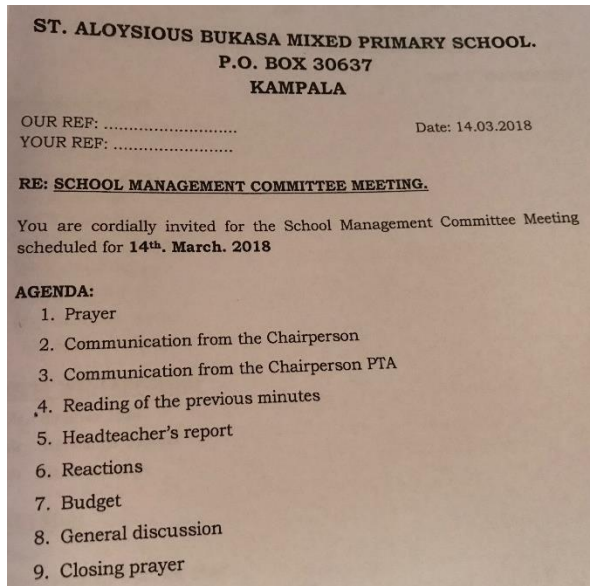 ST. ALOYSIOUS BUKASA MIXED PRIMARY SCHOOL.
P.O. BOX 30637
KAMPALA
OUR REF: ...........................
Date: 14.03.2018
YOUR REF: ........................
RE: SCHOOL MANAGEMENT COMMITTEE MEETING.
You are cordially invited for the School Management Committee Meeting
scheduled for 14th. March. 2018
AGENDA:
1. Prayer
2. Communication from the Chairperson
3. Communication from the Chairperson PTA
4. Reading of the previous minutes
5. Headteacher's report
6. Reactions
7. Budget
8. General discussion
9. Closing prayer